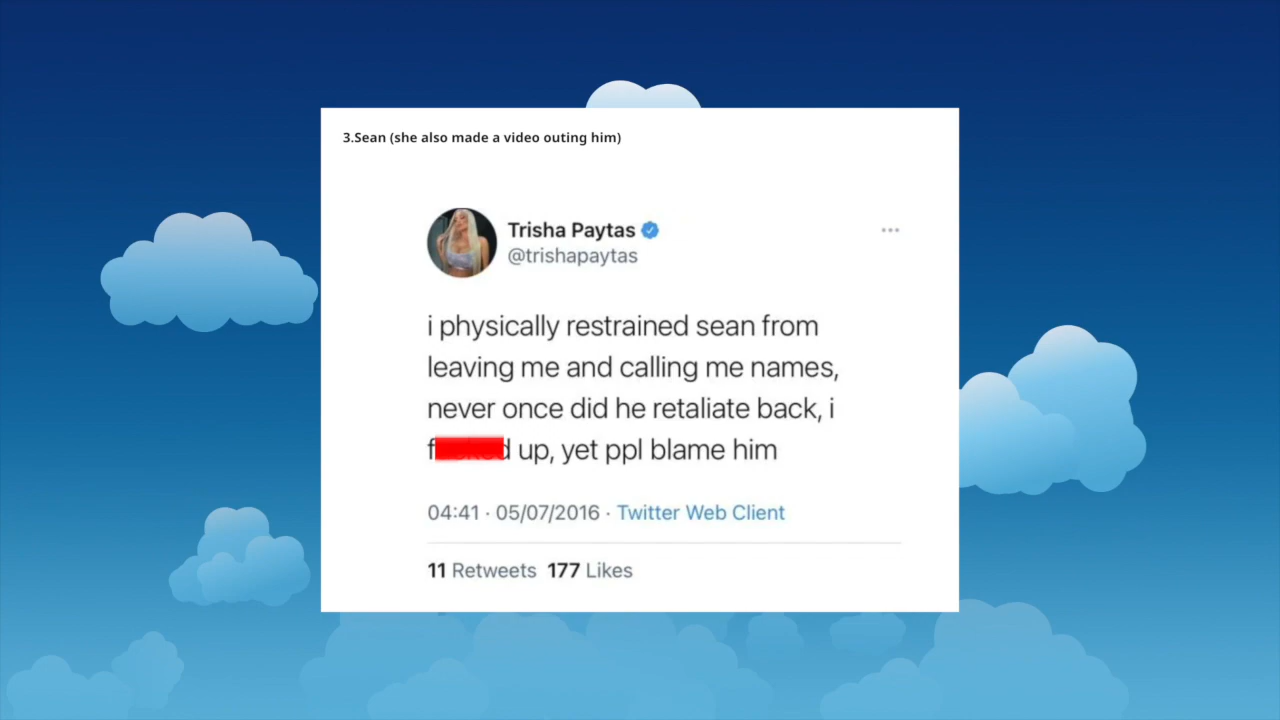 3.Sean (she also made a video outing him)
Trisha Paytas
@trishapaytas
i physically restrained sean from
leaving me and calling me names,
never once did he retaliate back, i
f d up, yet ppl blame him
04:41 · 05/07/2016 · Twitter Web Client
11 Retweets 177 Likes